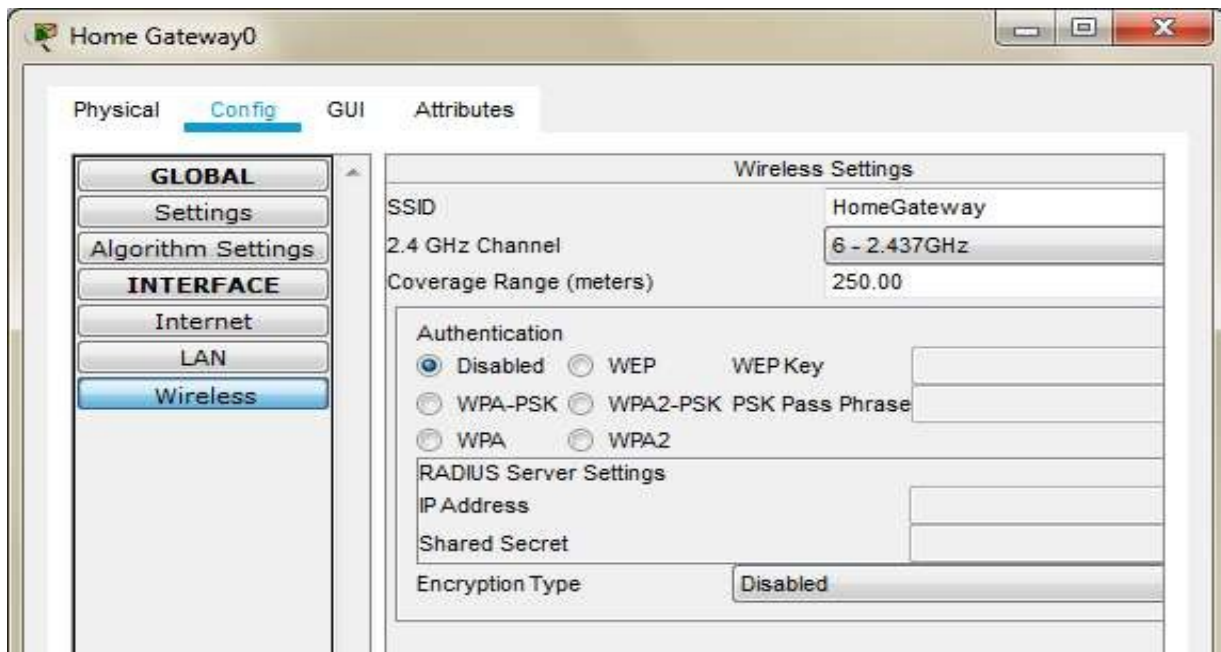 Home Gateway0
Physical Config GUI Attributes
GLOBAL
Settings
Algorithm Settings
INTERFACE
Internet
LAN
Wireless
Wireless Settings
SSID HomeGateway
2.4 GHz Channel 6 - 2.437GHz
Coverage Range (meters) 250.00
Authentication
Disabled WEP WEP Key
WPA-PSK WPA2-PSK PSK Pass Phrase
WPA WPA2
RADIUS Server Settings
IP Address
Shared Secret
Encryption Type Disabled